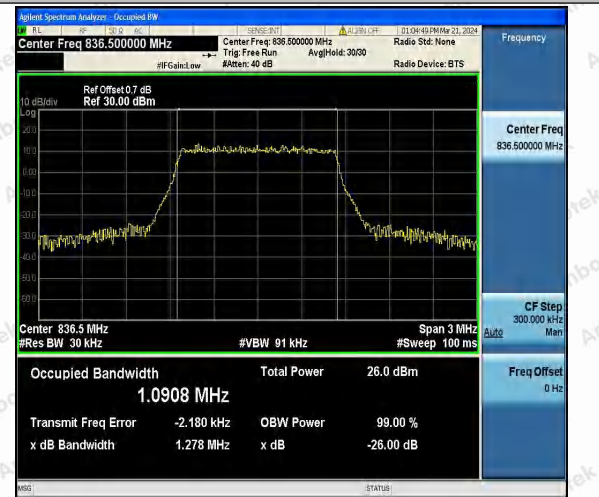 Agilent Spectrum Analyzer - Occupied BW
RL RF 50 Ω AC SENSE:INT ALIGN OFF 01:04:49 PM Mar 21, 2024
Center Freq 836.500000 MHz
Center Freq: 836.500000 MHz
Radio Std: None
Trig: Free Run Avg|Hold: 30/30
#IFGain:Low #Atten: 40 dB Radio Device: BTS
Ref Offset 0.7 dB
10 dB/div Ref 30.00 dBm
Log
20.0
10.0
0.00
-10.0
-20.0
-30.0
-40.0
-50.0
-60.0
Center 836.5 MHz Span 3 MHz
#Res BW 30 kHz #VBW 91 kHz #Sweep 100 ms
Occupied Bandwidth Total Power 26.0 dBm
1.0908 MHz
Transmit Freq Error -2.180 kHz OBW Power 99.00 %
x dB Bandwidth 1.278 MHz x dB -26.00 dB
MSG STATUS
Frequency
Center Freq
836.500000 MHz
CF Step
300.000 kHz
Auto Man
Freq Offset
0 Hz